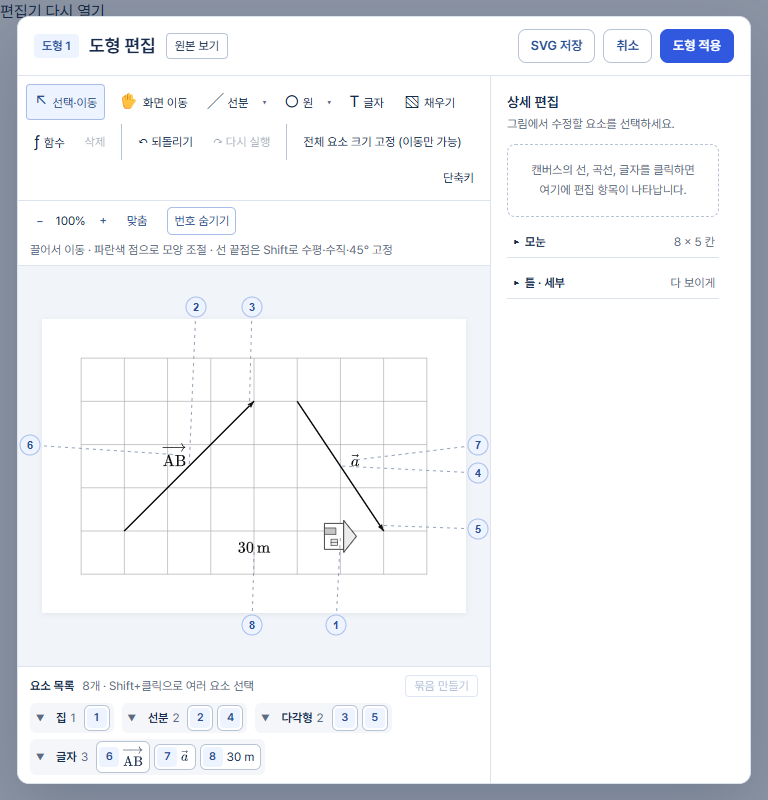 편집기 다시 열기
도형 1 도형 편집 원본 보기 SVG 저장 취소 도형 적용
선택·이동 화면 이동 선분 원 T 글자 채우기
ƒ 함수 삭제 되돌리기 다시 실행 전체 요소 크기 고정 (이동만 가능)
단축키
− 100% + 맞춤 번호 숨기기
끌어서 이동 · 파란색 점으로 모양 조절 · 선 끝점은 Shift로 수평·수직·45° 고정
상세 편집
그림에서 수정할 요소를 선택하세요.
캔버스의 선, 곡선, 글자를 클릭하면
여기에 편집 항목이 나타납니다.
모눈 8 × 5 칸
틀 · 세부 다 보이게
2 3
6 AB a 7
4
5
30 m
8 1
요소 목록 8개 · Shift+클릭으로 여러 요소 선택 묶음 만들기
집 1 1 선분 2 2 4 다각형 2 3 5
글자 3 6 AB 7 a 8 30 m